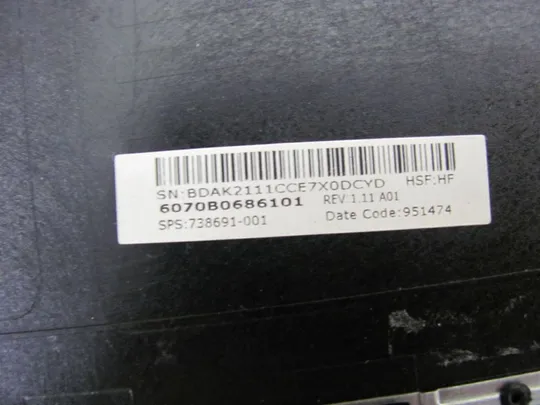 SN:BDAK2111CCE7X0DCYD HSF:HF
6070B0686101 REV:1.11 A01
SPS:738691-001 Date Code:951474